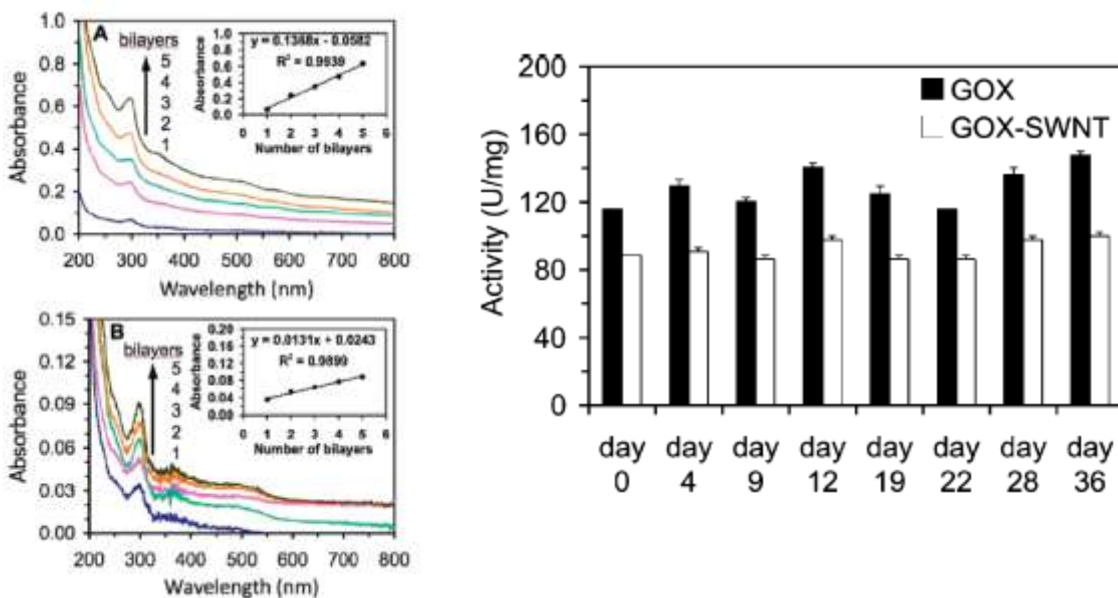 A
bilayers
5
4
3
2
1
y = 0.1368x - 0.0582
R² = 0.9939
Absorbance
1.0
0.8
0.6
0.4
0.2
0.0
0 1 2 3 4 5 6
Number of bilayers
Absorbance
1.0
0.8
0.6
0.4
0.2
0.0
200 300 400 500 600 700 800
Wavelength (nm)
B
bilayers
5
4
3
2
1
y = 0.0131x + 0.0243
R² = 0.9899
Absorbance
0.20
0.16
0.12
0.08
0.04
0.00
0 1 2 3 4 5 6
Number of bilayers
Absorbance
0.15
0.12
0.09
0.06
0.03
0.00
200 300 400 500 600 700 800
Wavelength (nm)
GOX
GOX-SWNT
Activity (U/mg)
200
160
120
80
40
0
day day day day day day day day
0 4 9 12 19 22 28 36